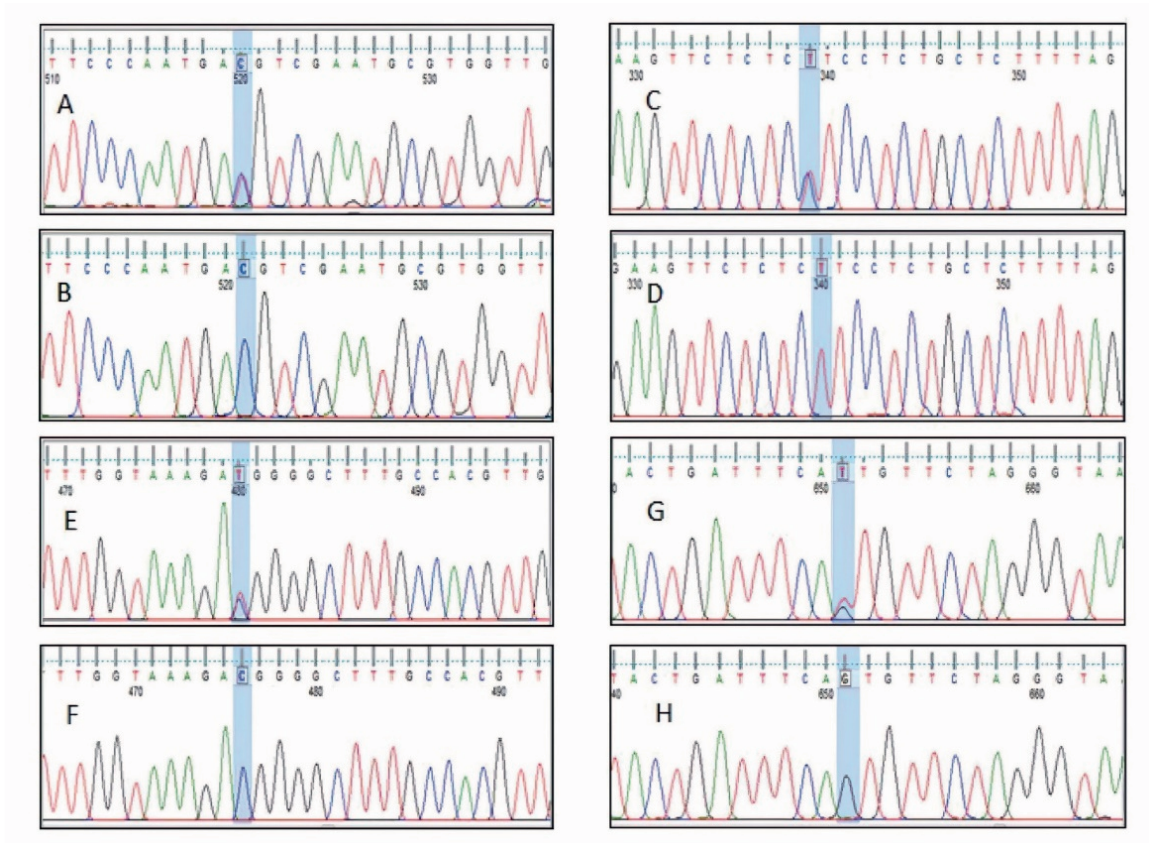 T T C C C A A T G A C G T C G A A T G C G T G G T T G
510 520 530
A
A A G T T C T C T C T T C C T C T G C T C T T T T A G
330 340 350
C
T T C C C A A T G A C G T C G A A T G C G T G G T T
520 530
B
G A A G T T C T C T C T T C C T C T G C T C T T T T A G
330 340 350
D
T T T G G T A A A G A T G G G G C T T T G C C A C G T T G
470 480 490
E
A C T G A T T T C A T T G T T C T A G G G T A A
0 650 660
G
T T G G T A A A G A C G G G G C T T T G C C A C G T T
470 480 490
F
T A C T G A T T T C A G T G T T C T A G G G T A
40 650 660
H